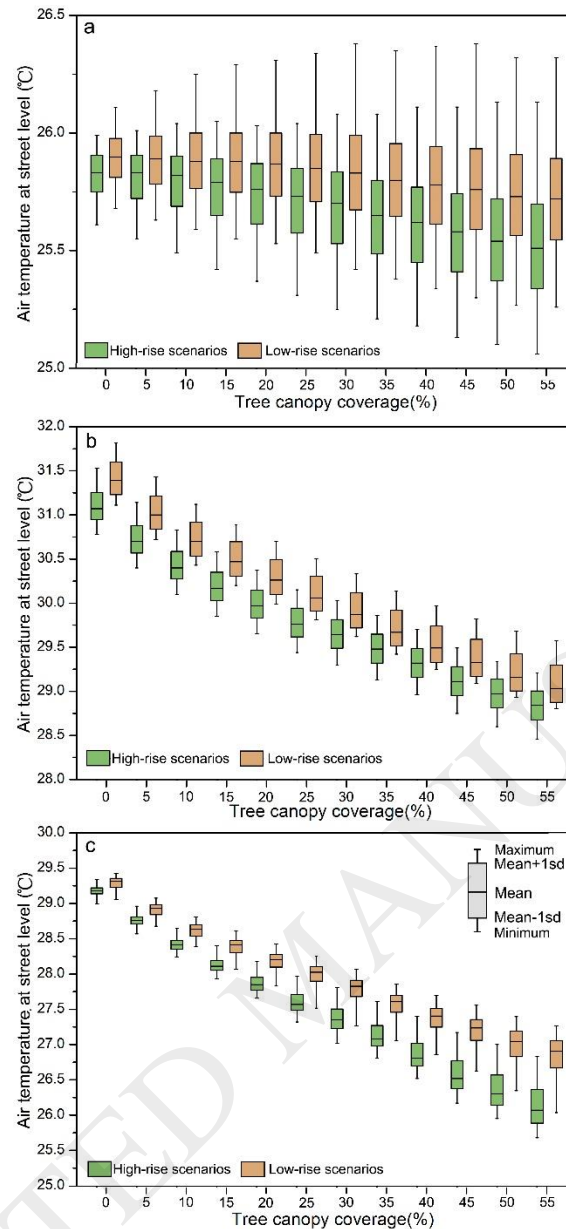 a
Air temperature at street level (℃)
26.5
26.0
25.5
25.0
High-rise scenarios Low-rise scenarios
0 5 10 15 20 25 30 35 40 45 50 55
Tree canopy coverage(%)
b
Air temperature at street level (℃)
32.0
31.5
31.0
30.5
30.0
29.5
29.0
28.5
28.0
High-rise scenarios Low-rise scenarios
0 5 10 15 20 21 30 35 40 45 50 55
Tree canopy coverage(%)
c
Air temperature at street level (℃)
30.0
29.5
29.0
28.5
28.0
27.5
27.0
26.5
26.0
25.5
25.0
Maximum
Mean+1sd
Mean
Mean-1sd
Minimum
High-rise scenarios Low-rise scenarios
0 5 10 15 20 25 30 35 40 45 50 55
Tree canopy coverage(%)
TED MANUS